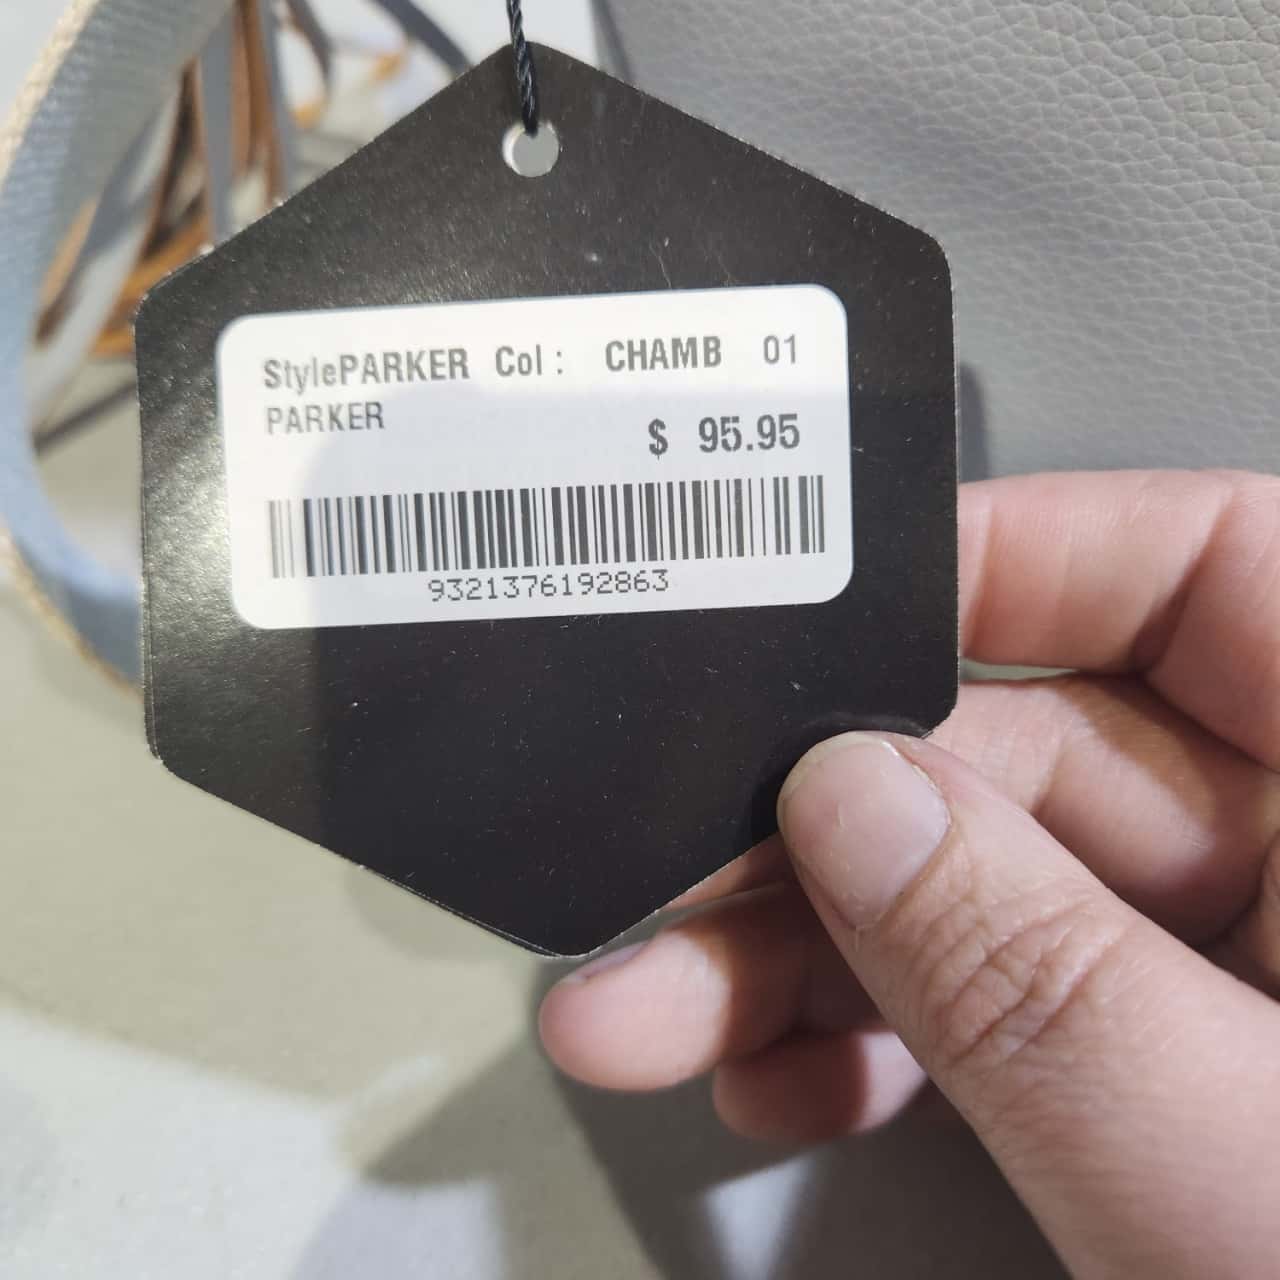 StylePARKER Col : CHAMB 01
PARKER
$ 95.95
9321376192863